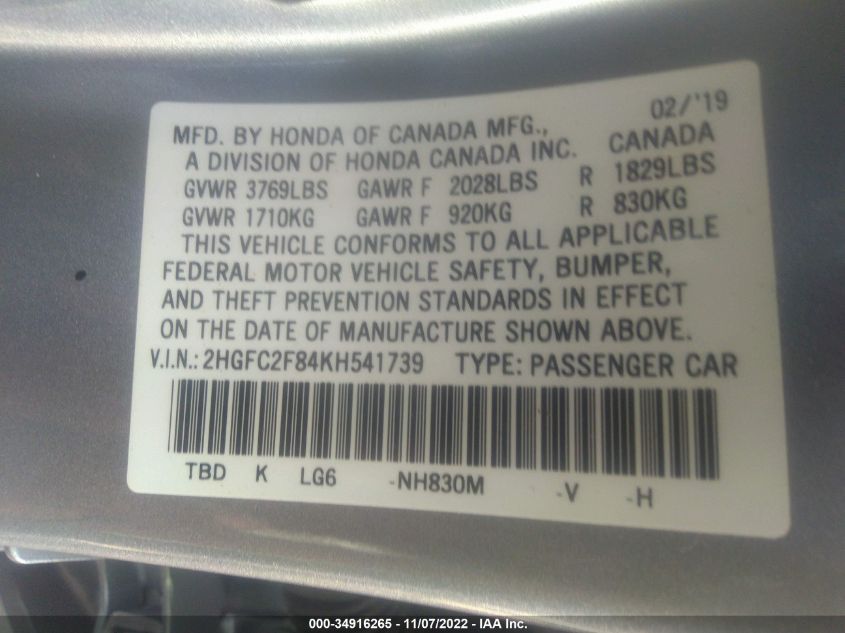 02/'19
MFD. BY HONDA OF CANADA MFG., CANADA
A DIVISION OF HONDA CANADA INC.
GVWR 3769LBS GAWR F 2028LBS R 1829LBS
GVWR 1710KG GAWR F 920KG R 830KG
THIS VEHICLE CONFORMS TO ALL APPLICABLE
FEDERAL MOTOR VEHICLE SAFETY, BUMPER,
AND THEFT PREVENTION STANDARDS IN EFFECT
ON THE DATE OF MANUFACTURE SHOWN ABOVE.
V.I.N.: 2HGFC2F84KH541739 TYPE: PASSENGER CAR
TBD K LG6 -NH830M -V -H
000-34916265 - 11/07/2022 - IAA Inc.